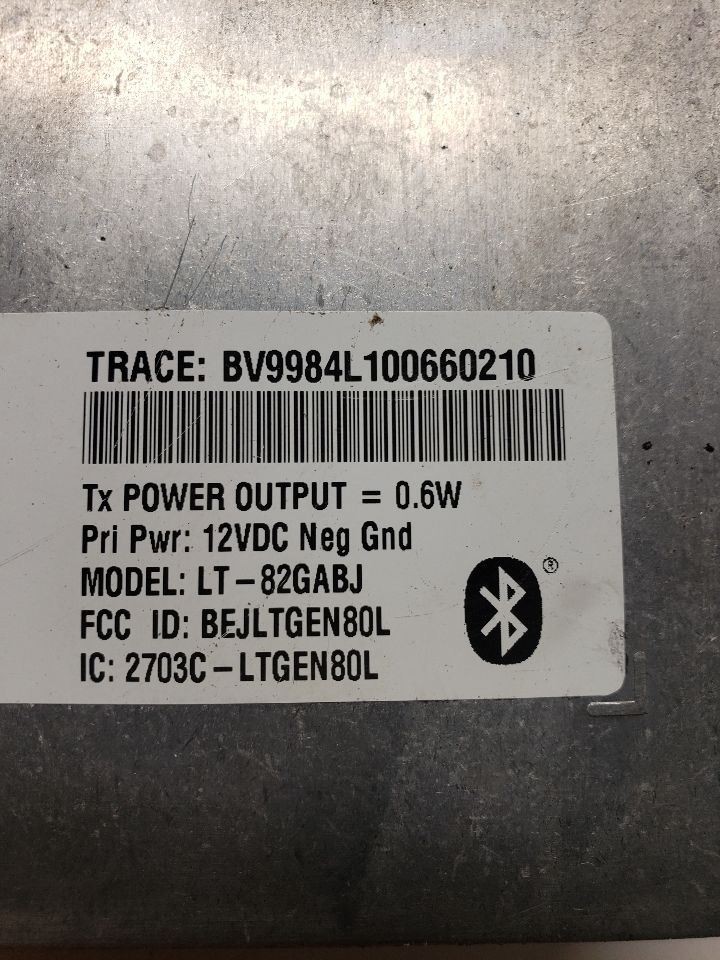 TRACE: BV9984L100660210
Tx POWER OUTPUT = 0.6W
Pri Pwr: 12VDC Neg Gnd
MODEL: LT-82GABJ
FCC ID: BEJLTGEN80L
IC: 2703C-LTGEN80L
®